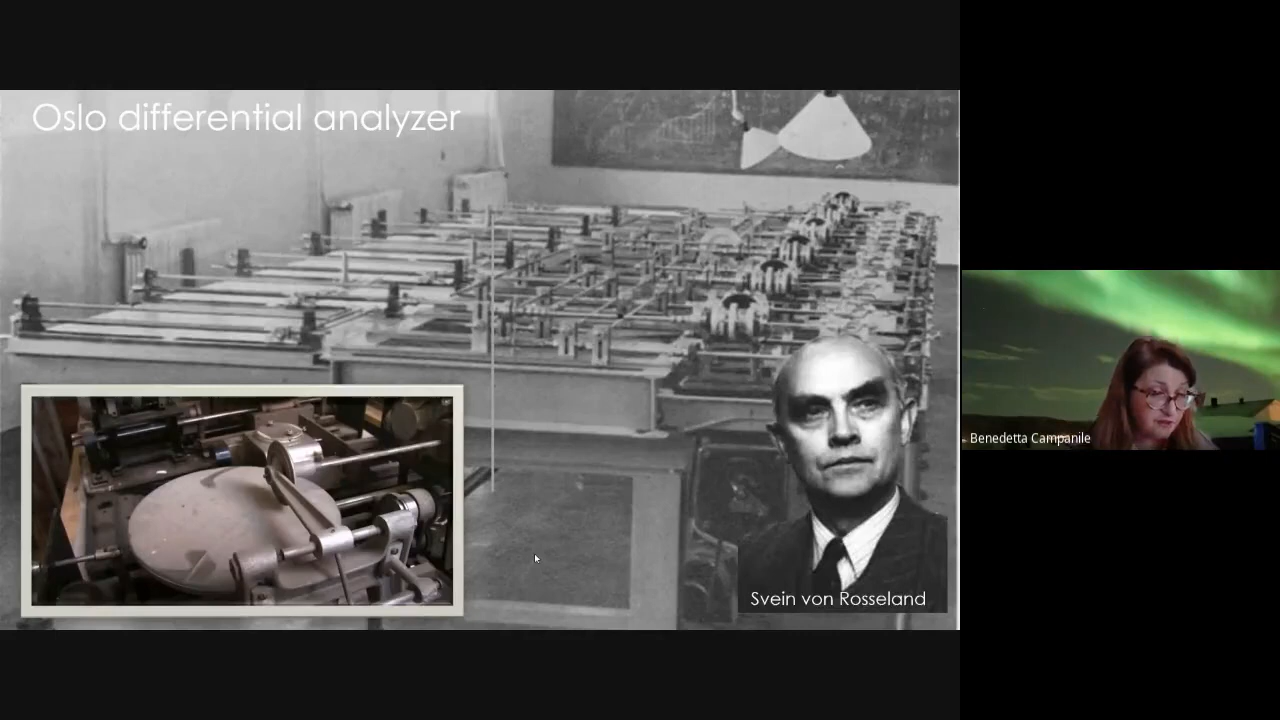 Oslo differential analyzer
Svein von Rosseland
Benedetta Campanile